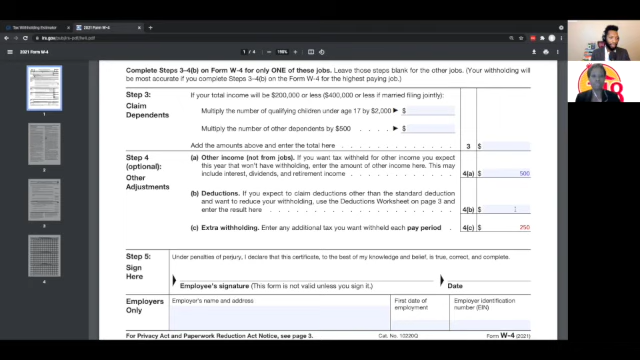 Tax Withholding Estimator
2021 Form W-4
2021 Form W-4
1 / 4
Complete Steps 3–4(b) on Form W-4 for only ONE of these jobs. Leave those steps blank for the other jobs. (Your withholding will
be most accurate if you complete Steps 3–4(b) on the Form W-4 for the highest paying job.)
Step 3:
Claim
Dependents
If your total income will be $200,000 or less ($400,000 or less if married filing jointly):
Multiply the number of qualifying children under age 17 by $2,000 ▶ $
Multiply the number of other dependents by $500 . . . . ▶ $
Add the amounts above and enter the total here . . . . . . . . . . . . . 3 $
Step 4
(optional):
Other
Adjustments
(a) Other income (not from jobs). If you want tax withheld for other income you expect
this year that won't have withholding, enter the amount of other income here. This may
include interest, dividends, and retirement income . . . . . . . . . . . . 4(a) $ 500
(b) Deductions. If you expect to claim deductions other than the standard deduction
and want to reduce your withholding, use the Deductions Worksheet on page 3 and
enter the result here . . . . . . . . . . . . . . . . . . . . 4(b) $
(c) Extra withholding. Enter any additional tax you want withheld each pay period . 4(c) $ 250
Step 5:
Sign
Here
Under penalties of perjury, I declare that this certificate, to the best of my knowledge and belief, is true, correct, and complete.
Employee's signature (This form is not valid unless you sign it.)
Date
Employers
Only
Employer's name and address
First date of
employment
Employer identification
number (EIN)
For Privacy Act and Paperwork Reduction Act Notice, see page 3.
Cat. No. 10220Q
Form W-4 (2021)
1
2
3
4